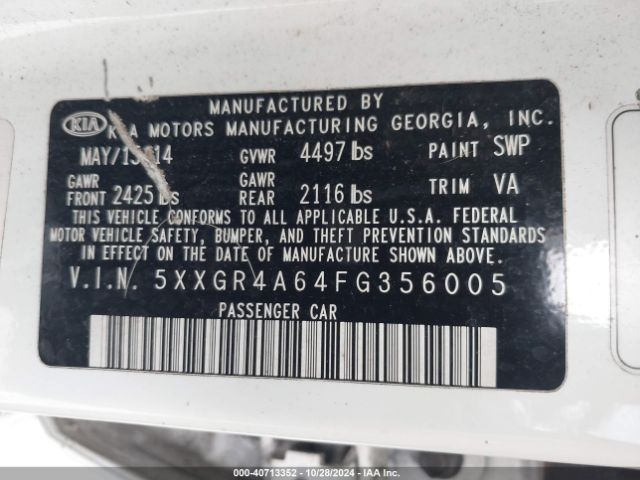 MANUFACTURED BY
KIA MOTORS MANUFACTURING GEORGIA, INC.
GVWR 4497 lbs PAINT SWP
GAWR FRONT 2425 lbs GAWR REAR 2116 lbs TRIM VA
THIS VEHICLE CONFORMS TO ALL APPLICABLE U.S.A. FEDERAL
MOTOR VEHICLE SAFETY, BUMPER, AND THEFT PREVENTION STANDARDS
IN EFFECT ON THE DATE OF MANUFACTURE SHOWN ABOVE.
V.I.N. 5XXGR4A64FG356005
PASSENGER CAR
000-40713352 | 10/28/2024 - IAA Inc.